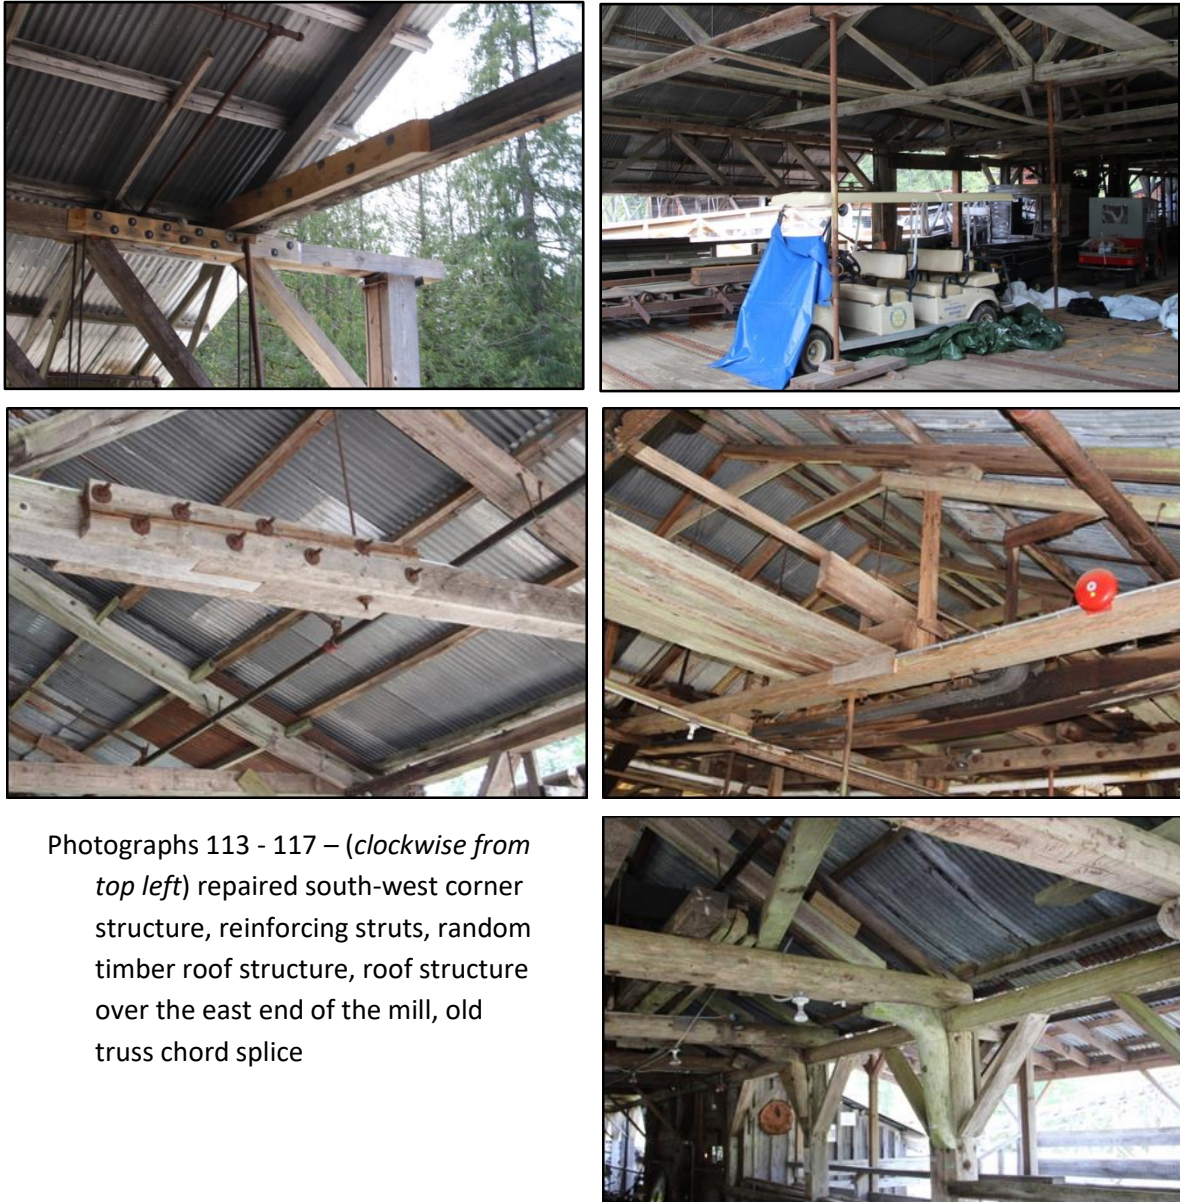 Photographs 113 - 117 – (clockwise from
top left) repaired south-west corner
structure, reinforcing struts, random
timber roof structure, roof structure
over the east end of the mill, old
truss chord splice